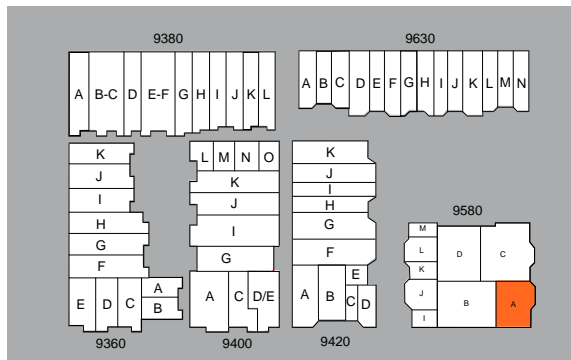 9380
9630
A B-C D E-F G H I J K L
A B C D E F G H I J K L M N
K
J
I
H
G
F
E D C
A
B
9360
L M N O
K
J
I
G
A C D/E
9400
K
J
I
H
G
F
E
A B C D
9420
9580
M
L
K
J
I
D C
B A